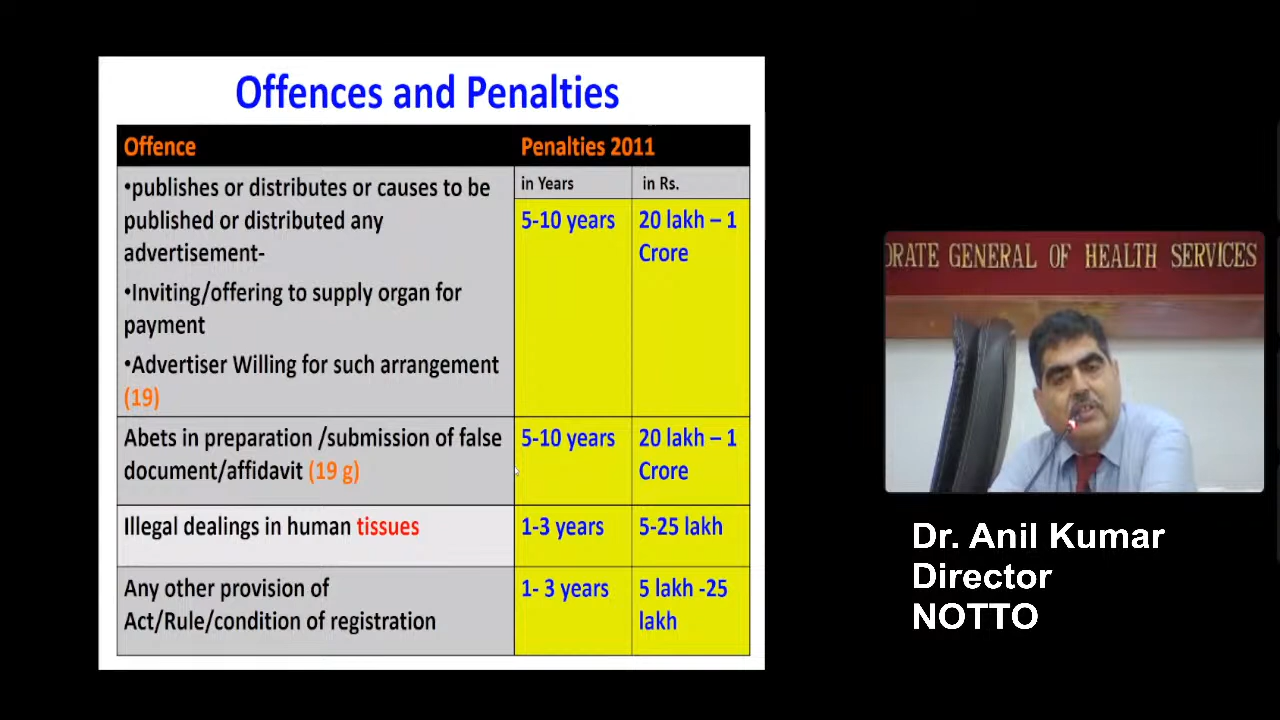 Offences and Penalties
Offence
Penalties 2011
•publishes or distributes or causes to be
published or distributed any
advertisement-
•Inviting/offering to supply organ for
payment
•Advertiser Willing for such arrangement
(19)
in Years
in Rs.
5-10 years
20 lakh – 1
Crore
Abets in preparation /submission of false
document/affidavit (19 g)
5-10 years
20 lakh – 1
Crore
Illegal dealings in human tissues
1-3 years
5-25 lakh
Any other provision of
Act/Rule/condition of registration
1- 3 years
5 lakh -25
lakh
ORATE GENERAL OF HEALTH SERVICES
Dr. Anil Kumar
Director
NOTTO